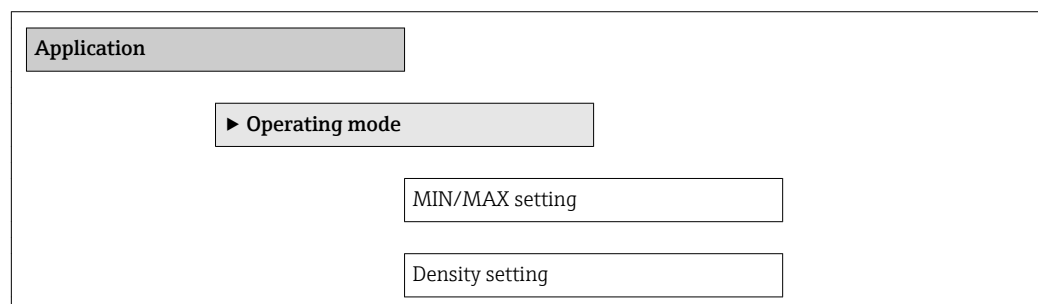 Application
▶ Operating mode
MIN/MAX setting
Density setting